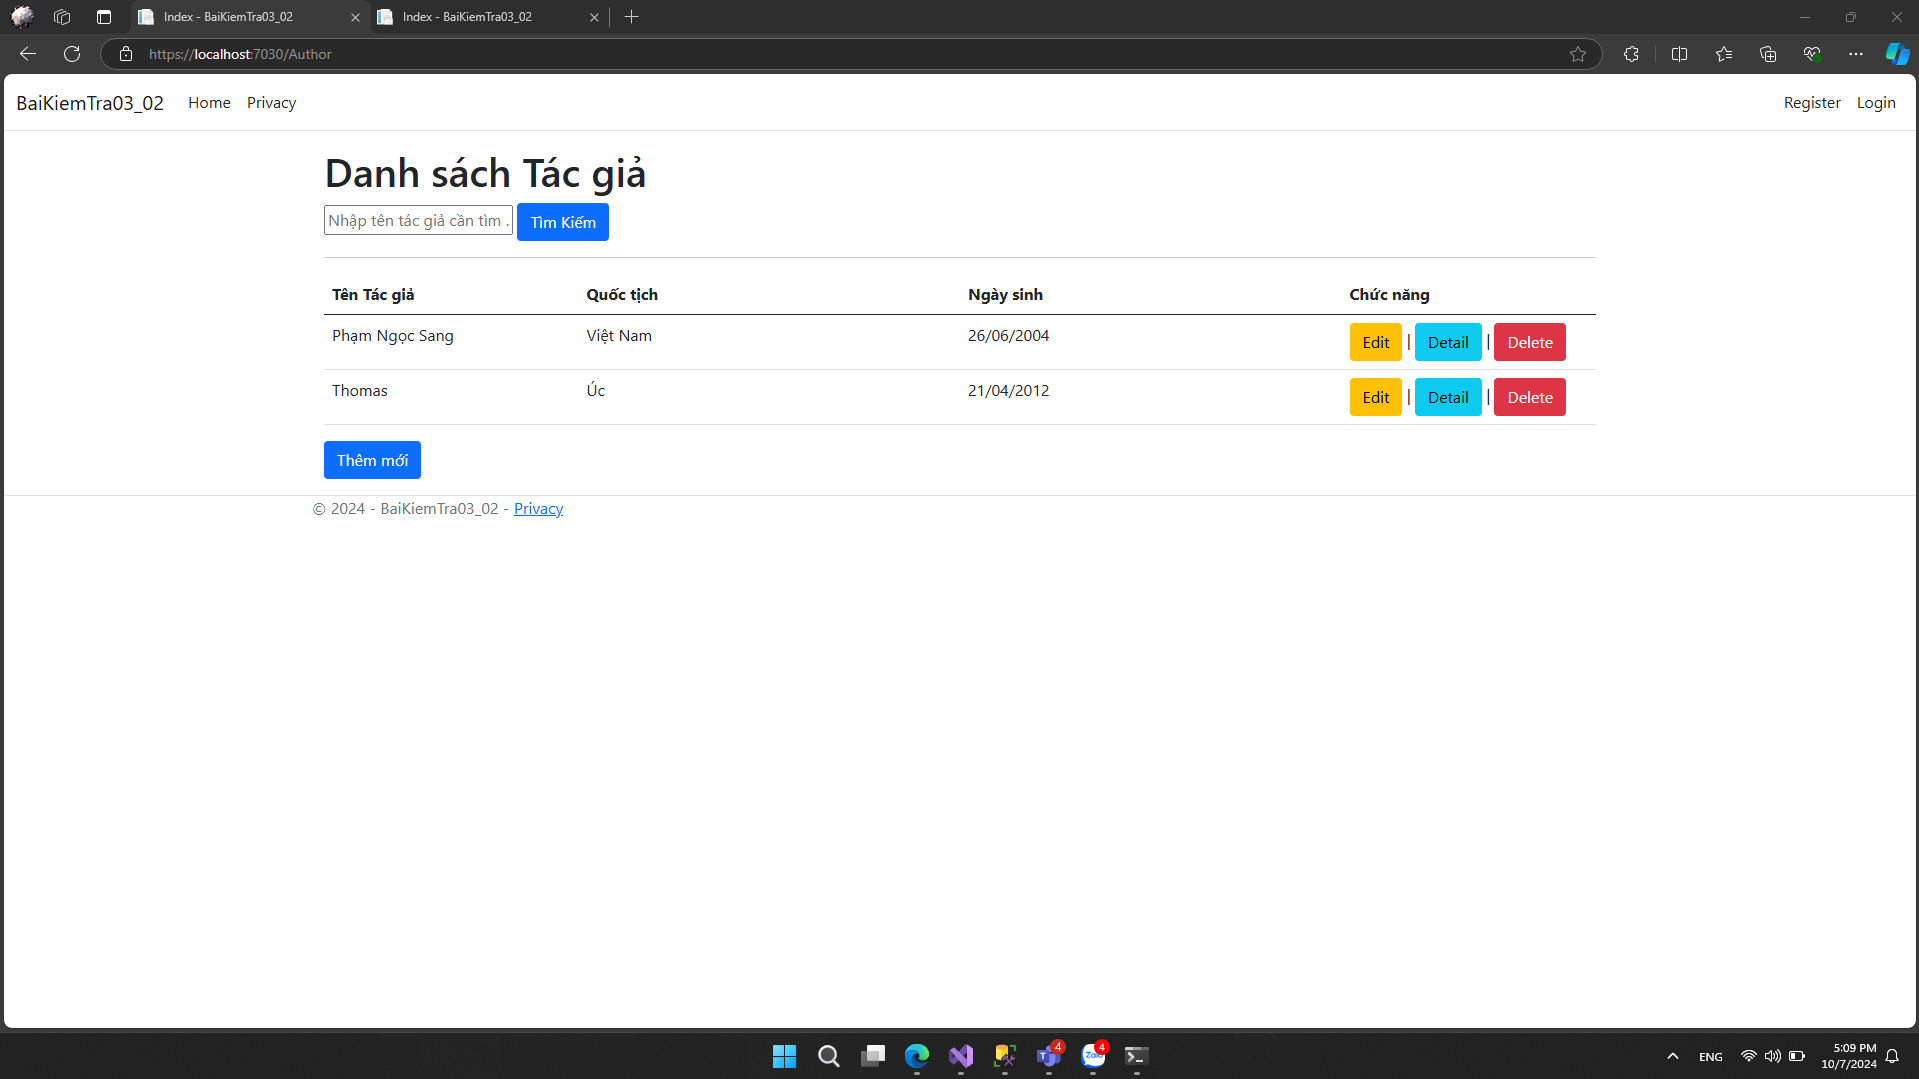 Index - BaiKiemTra03_02
Index - BaiKiemTra03_02
https://localhost:7030/Author
BaiKiemTra03_02 Home Privacy Register Login
Danh sách Tác giả
Nhập tên tác giả cần tìm . Tìm Kiếm
Tên Tác giả Quốc tịch Ngày sinh Chức năng
Phạm Ngọc Sang Việt Nam 26/06/2004 Edit | Detail | Delete
Thomas Úc 21/04/2012 Edit | Detail | Delete
Thêm mới
© 2024 - BaiKiemTra03_02 - Privacy
4
Zalo 4
ENG
5:09 PM
10/7/2024